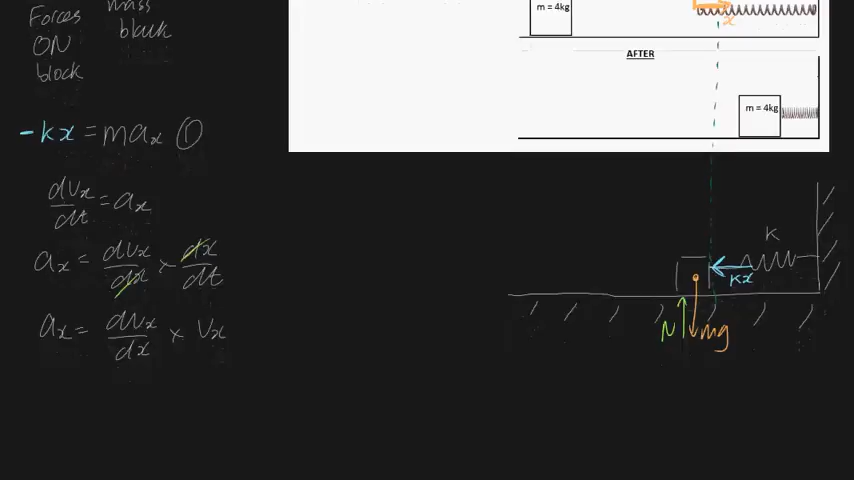 Forces mass
ON block
block
-kx = max ①
dvx/dt = ax
ax = dvx/dx × dx/dt
ax = dvx/dx × vx
m = 4kg
x
AFTER
m = 4kg
K
kx
N
mg